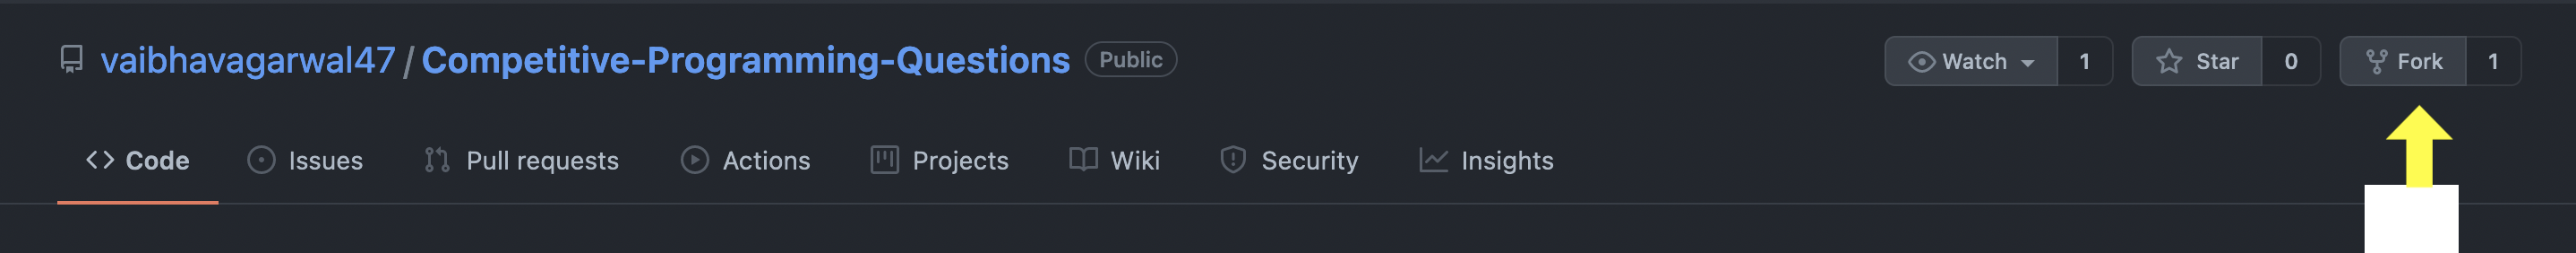 vaibhavagarwal47 / Competitive-Programming-Questions Public Watch 1 Star 0 Fork 1
Code Issues Pull requests Actions Projects Wiki Security Insights